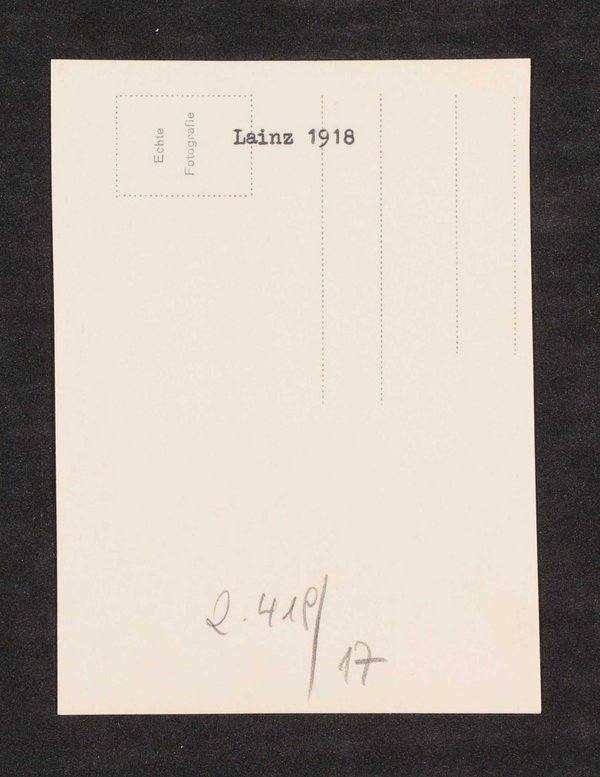 Echte
Fotografie
Lainz 1918
2.418/17